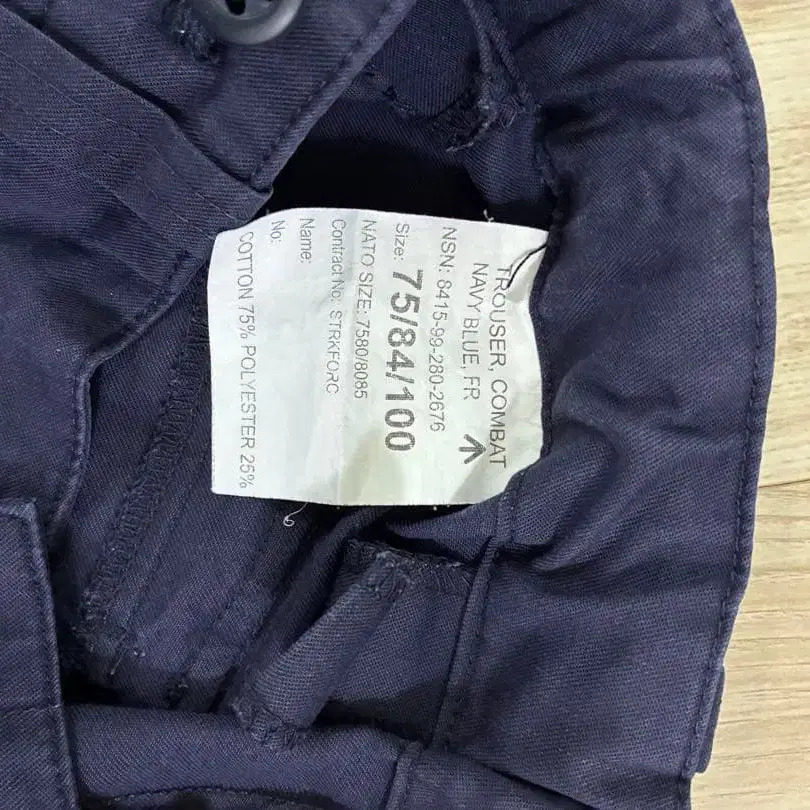 TROUSER, COMBAT
NAVY BLUE, FR
NSN: 8415-99-280-2676
Size: 75/84/100
NATO SIZE: 7580/8085
Contract No: STRKFORC
Name:
No:
COTTON 75% POLYESTER 25%